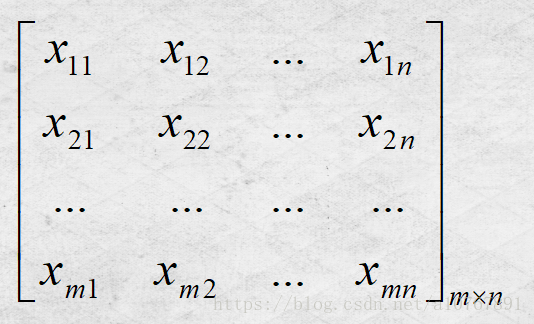 x₁₁ x₁₂ ... x₁ₙ
x₂₁ x₂₂ ... x₂ₙ
... ... ... ...
xₘ₁ xₘ₂ ... xₘₙ
m×n